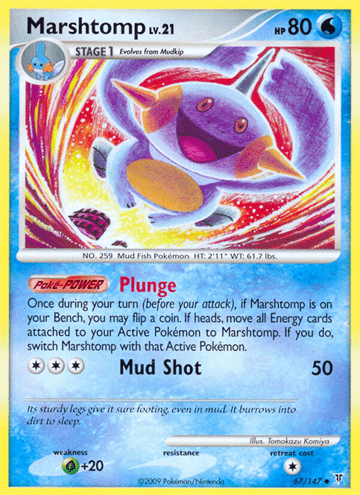 Marshtomp LV.21 HP 80
STAGE 1 Evolves from Mudkip
NO. 259 Mud Fish Pokémon HT: 2'11" WT: 61.7 lbs.
Poké-POWER Plunge
Once during your turn (before your attack), if Marshtomp is on
your Bench, you may flip a coin. If heads, move all Energy cards
attached to your Active Pokémon to Marshtomp. If you do,
switch Marshtomp with that Active Pokémon.
Mud Shot 50
Its sturdy legs give it sure footing, even in mud. It burrows into
dirt to sleep.
Illus. Tomokazu Komiya
weakness resistance retreat cost
+20
©2009 Pokémon/Nintendo 67/147